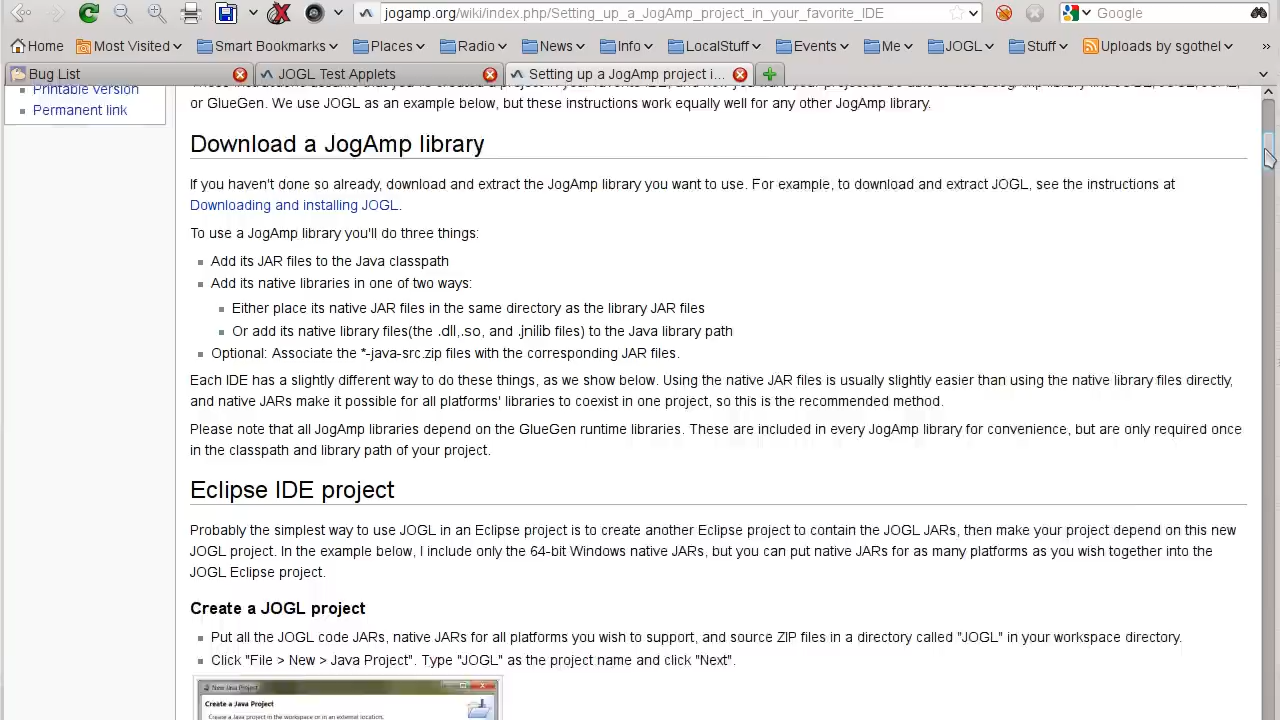 jogamp.org/wiki/index.php/Setting_up_a_JogAmp_project_in_your_favorite_IDE
Google
Home
Most Visited
Smart Bookmarks
Places
Radio
News
Info
LocalStuff
Events
Me
JOGL
Stuff
Uploads by sgothel
Bug List
JOGL Test Applets
Setting up a JogAmp project i...
Printable version
Permanent link
or GlueGen. We use JOGL as an example below, but these instructions work equally well for any other JogAmp library.
Download a JogAmp library
If you haven't done so already, download and extract the JogAmp library you want to use. For example, to download and extract JOGL, see the instructions at
Downloading and installing JOGL.
To use a JogAmp library you'll do three things:
Add its JAR files to the Java classpath
Add its native libraries in one of two ways:
Either place its native JAR files in the same directory as the library JAR files
Or add its native library files(the .dll,.so, and .jnilib files) to the Java library path
Optional: Associate the *-java-src.zip files with the corresponding JAR files.
Each IDE has a slightly different way to do these things, as we show below. Using the native JAR files is usually slightly easier than using the native library files directly,
and native JARs make it possible for all platforms' libraries to coexist in one project, so this is the recommended method.
Please note that all JogAmp libraries depend on the GlueGen runtime libraries. These are included in every JogAmp library for convenience, but are only required once
in the classpath and library path of your project.
Eclipse IDE project
Probably the simplest way to use JOGL in an Eclipse project is to create another Eclipse project to contain the JOGL JARs, then make your project depend on this new
JOGL project. In the example below, I include only the 64-bit Windows native JARs, but you can put native JARs for as many platforms as you wish together into the
JOGL Eclipse project.
Create a JOGL project
Put all the JOGL code JARs, native JARs for all platforms you wish to support, and source ZIP files in a directory called "JOGL" in your workspace directory.
Click "File > New > Java Project". Type "JOGL" as the project name and click "Next".
New Java Project
Create a Java Project
Create a Java project in the workspace or in an external location.